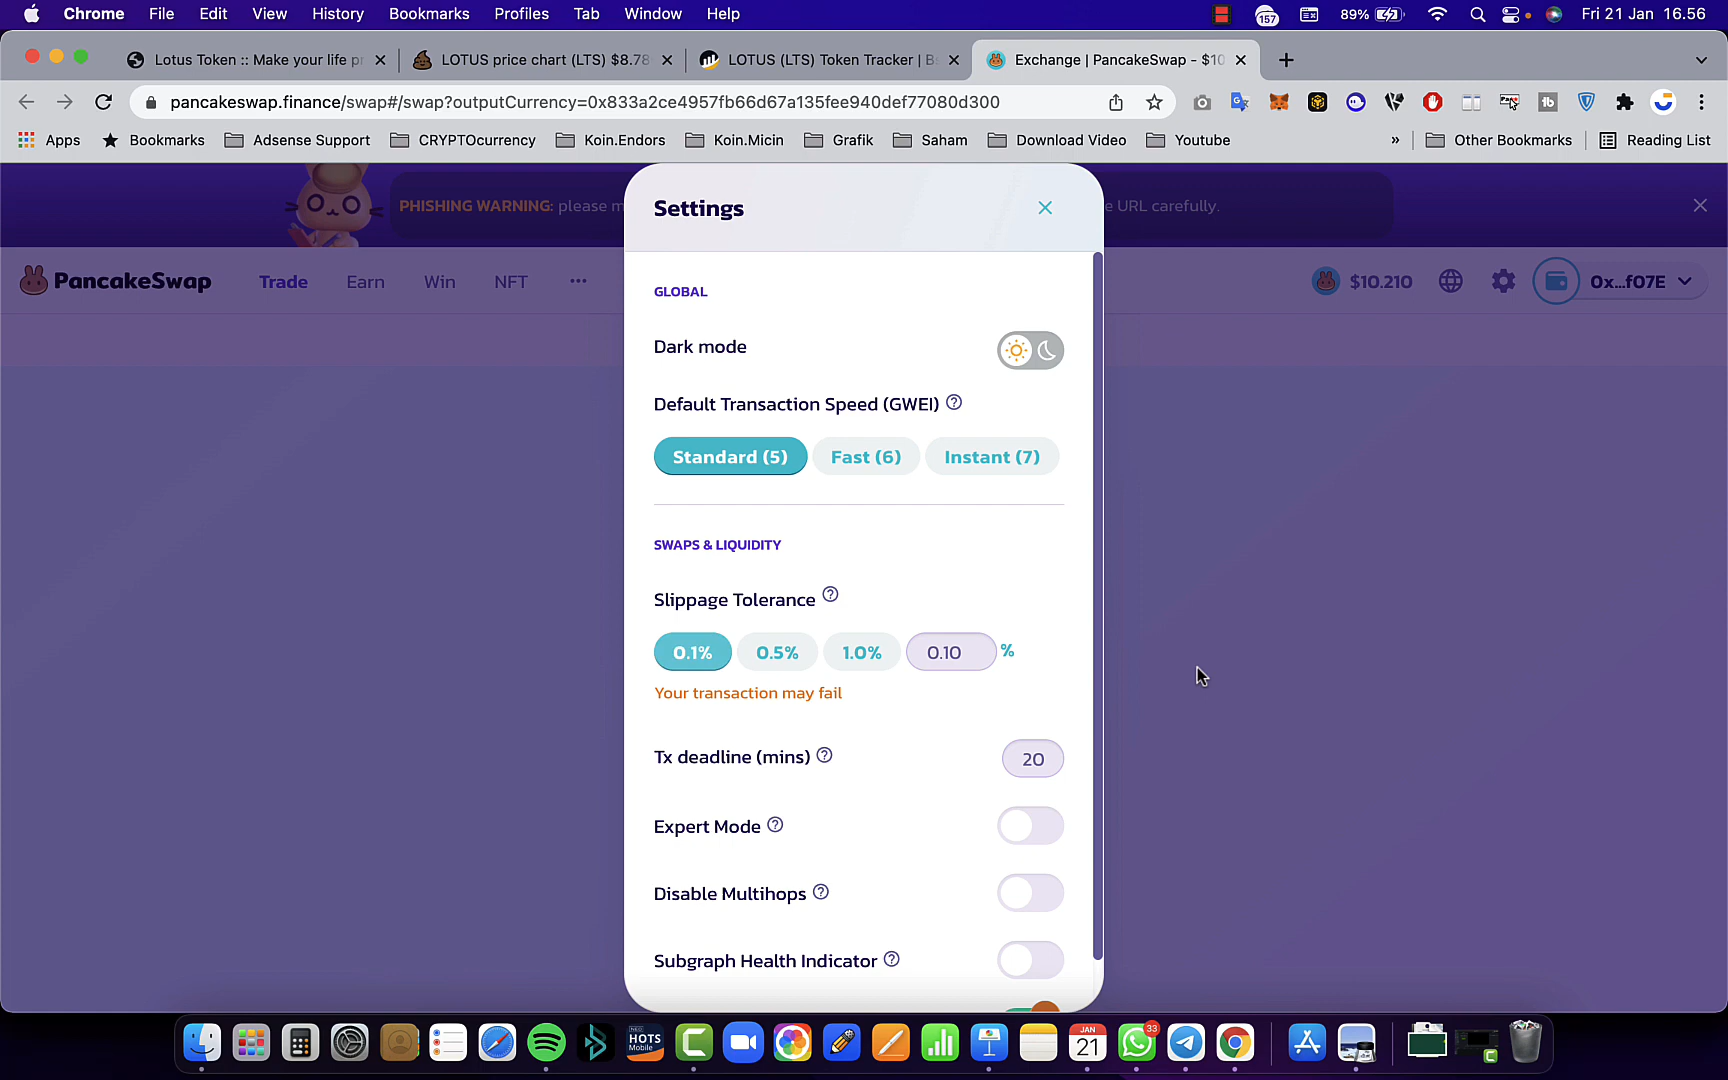 Chrome File Edit View History Bookmarks Profiles Tab Window Help 157 89% Fri 21 Jan 16.56
Lotus Token :: Make your life p LOTUS price chart (LTS) $8.78 LOTUS (LTS) Token Tracker | B Exchange | PancakeSwap - $10
pancakeswap.finance/swap#/swap?outputCurrency=0x833a2ce4957fb66d67a135fee940def77080d300
Apps Bookmarks Adsense Support CRYPTOcurrency Koin.Endors Koin.Micin Grafik Saham Download Video Youtube » Other Bookmarks Reading List
PHISHING WARNING: please m e URL carefully.
Settings
PancakeSwap Trade Earn Win NFT ··· $10.210 0x...f07E
GLOBAL
Dark mode
Default Transaction Speed (GWEI) ?
Standard (5) Fast (6) Instant (7)
SWAPS & LIQUIDITY
Slippage Tolerance ?
0.1% 0.5% 1.0% 0.10 %
Your transaction may fail
Tx deadline (mins) ? 20
Expert Mode ?
Disable Multihops ?
Subgraph Health Indicator ?
HOTS
Mobile
JAN
21
33